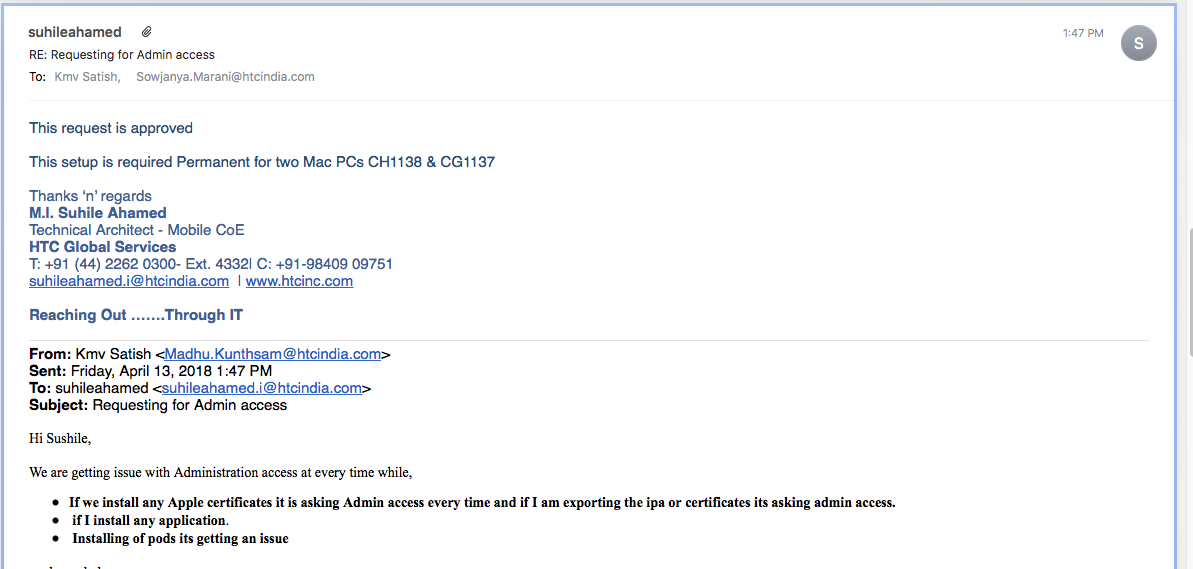 suhileahamed
1:47 PM
S
RE: Requesting for Admin access
To: Kmv Satish, Sowjanya.Marani@htcindia.com
This request is approved
This setup is required Permanent for two Mac PCs CH1138 & CG1137
Thanks ‘n’ regards
M.I. Suhile Ahamed
Technical Architect - Mobile CoE
HTC Global Services
T: +91 (44) 2262 0300- Ext. 4332| C: +91-98409 09751
suhileahamed.i@htcindia.com | www.htcinc.com
Reaching Out …….Through IT
From: Kmv Satish <Madhu.Kunthsam@htcindia.com>
Sent: Friday, April 13, 2018 1:47 PM
To: suhileahamed <suhileahamed.i@htcindia.com>
Subject: Requesting for Admin access
Hi Sushile,
We are getting issue with Administration access at every time while,
• If we install any Apple certificates it is asking Admin access every time and if I am exporting the ipa or certificates its asking admin access.
• if I install any application.
• Installing of pods its getting an issue